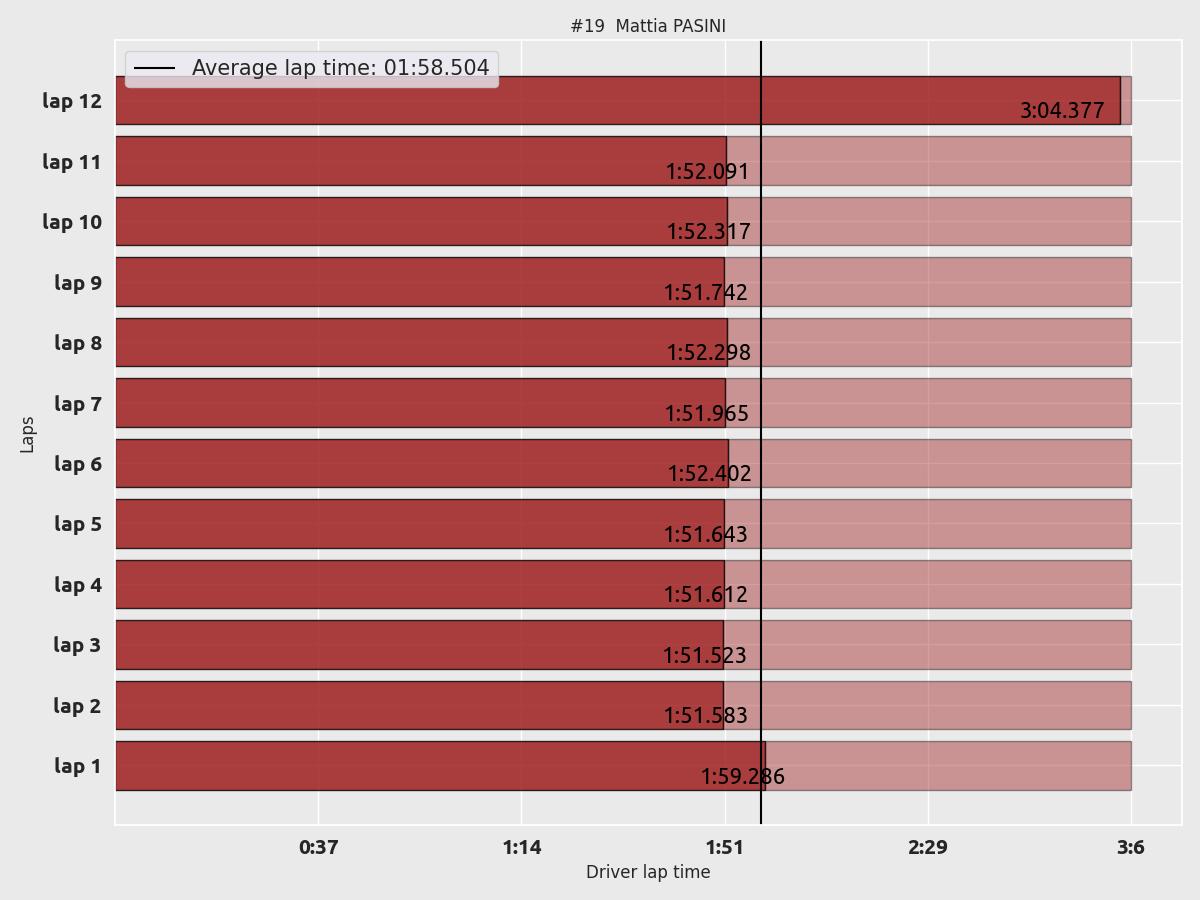 #19 Mattia PASINI
Average lap time: 01:58.504
lap 12
3:04.377
lap 11
1:52.091
lap 10
1:52.317
lap 9
1:51.742
lap 8
1:52.298
lap 7
1:51.965
lap 6
1:52.402
lap 5
1:51.643
lap 4
1:51.612
lap 3
1:51.523
lap 2
1:51.583
lap 1
1:59.286
Laps
0:37 1:14 1:51 2:29 3:6
Driver lap time